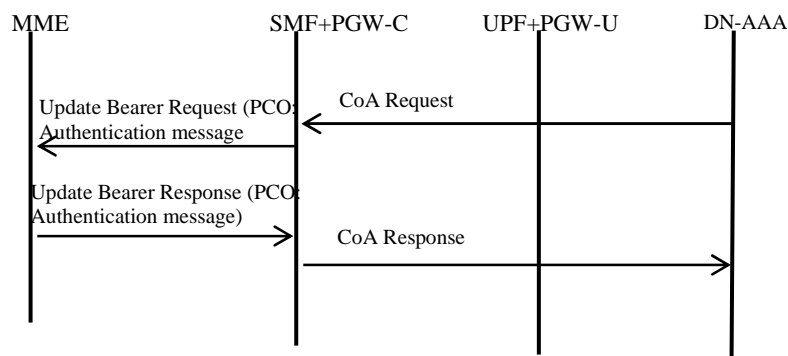 MME
SMF+PGW-C
UPF+PGW-U
DN-AAA
CoA Request
Update Bearer Request (PCO:
Authentication message
Update Bearer Response (PCO:
Authentication message)
CoA Response